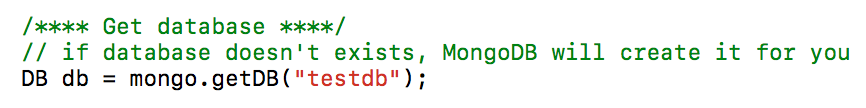 /**** Get database ****/
// if database doesn't exists, MongoDB will create it for you
DB db = mongo.getDB("testdb");